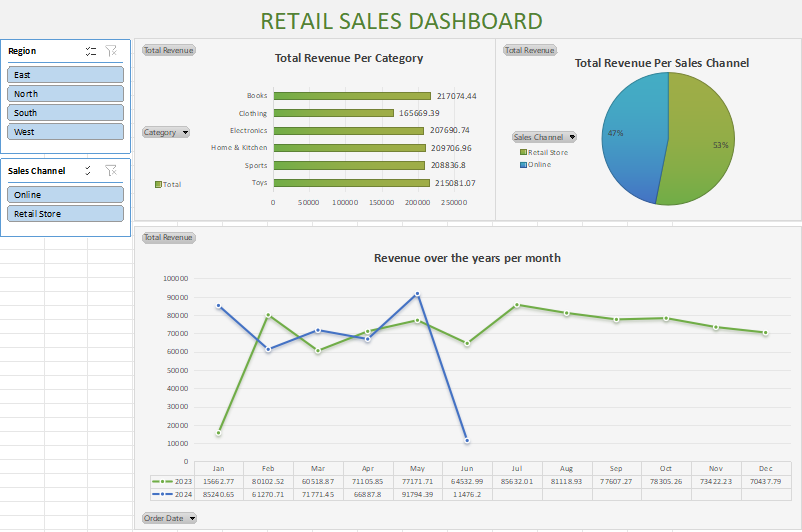 RETAIL SALES DASHBOARD
Region
East
North
South
West
Sales Channel
Online
Retail Store
Total Revenue
Total Revenue Per Category
Category
Books 217074.44
Clothing 165669.39
Electronics 207690.74
Home & Kitchen 209706.96
Sports 208836.8
Toys 215081.07
Total
0 50000 100000 150000 200000 250000
Total Revenue
Total Revenue Per Sales Channel
Sales Channel
Retail Store
Online
47%
53%
Total Revenue
Revenue over the years per month
100000
90000
80000
70000
60000
50000
40000
30000
20000
10000
0
Jan Feb Mar Apr May Jun Jul Aug Sep Oct Nov Dec
2023 15662.77 80102.52 60518.87 71105.85 77171.71 64532.99 85632.01 81118.93 77607.27 78305.26 73422.23 70437.79
2024 85240.65 61270.71 71771.45 66887.8 91794.39 11476.2
Order Date